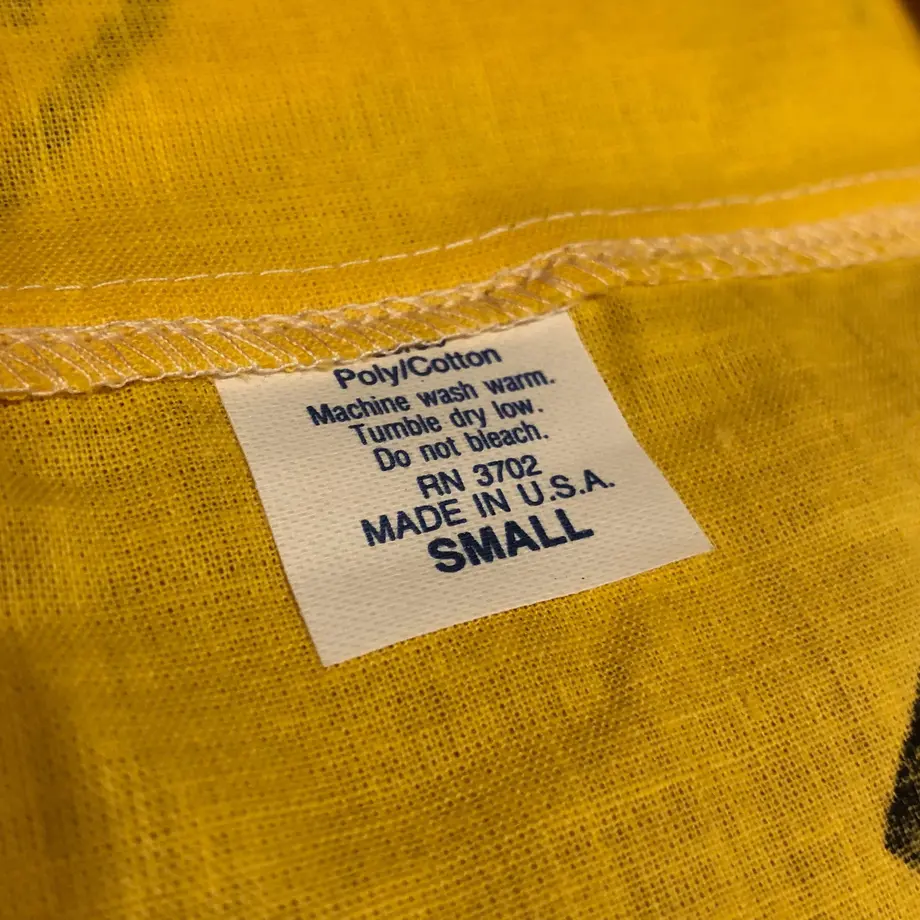 Poly/Cotton
Machine wash warm.
Tumble dry low.
Do not bleach.
RN 3702
MADE IN U.S.A.
SMALL